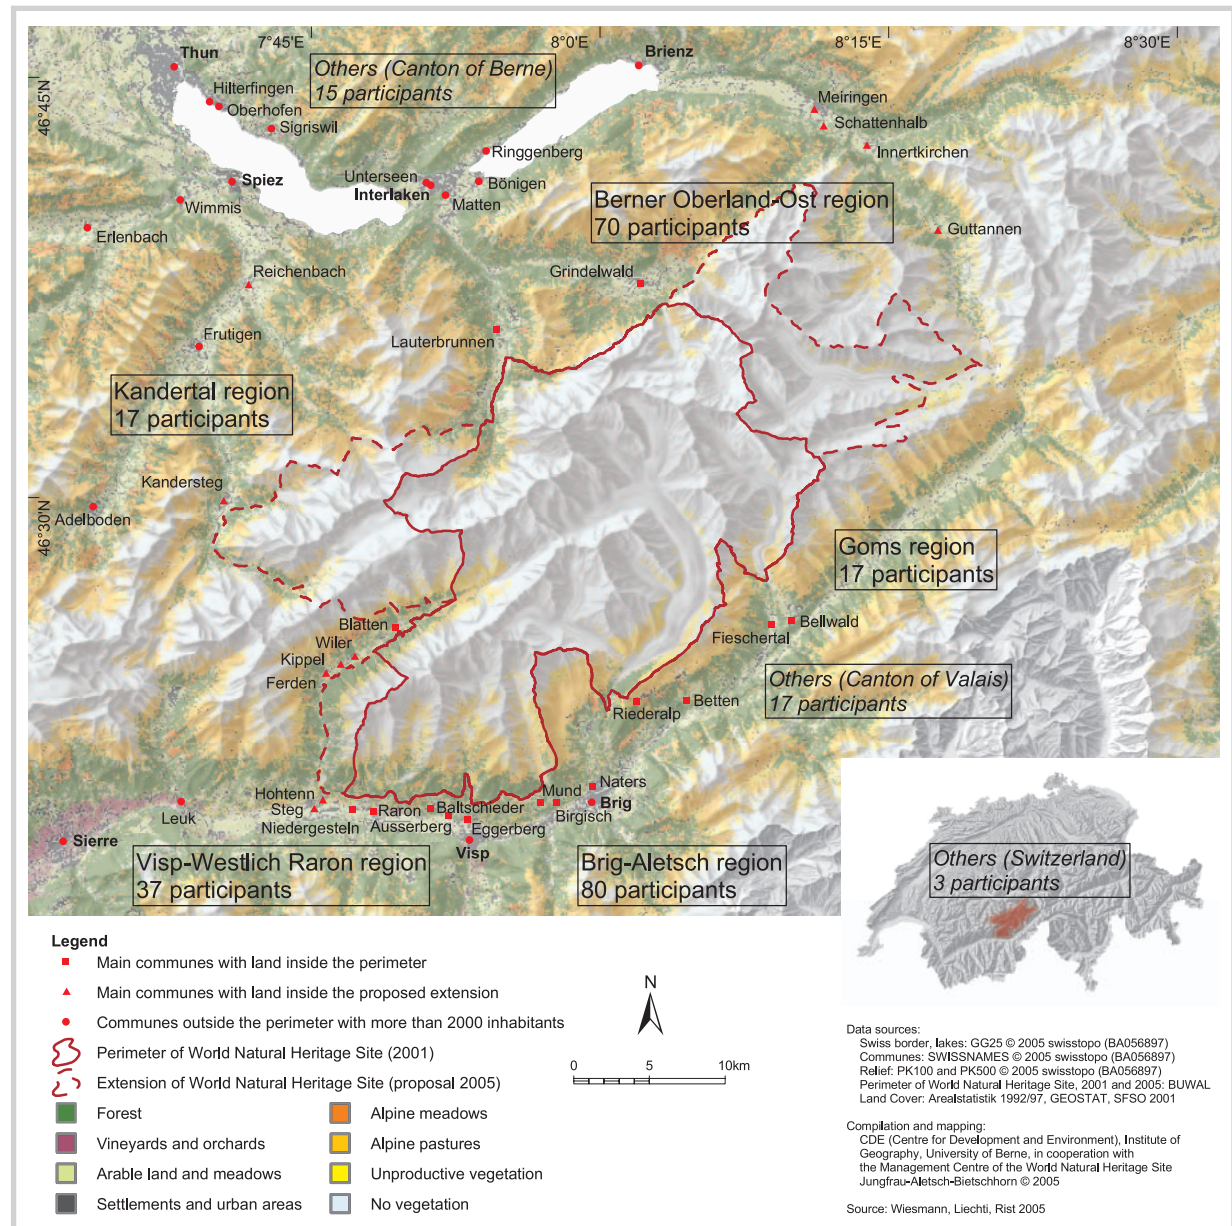 7°45'E
8°0'E
8°15'E
8°30'E
46°45'N
46°30'N
Thun
Others (Canton of Berne)
15 participants
Brienz
Hilterfingen
Oberhofen
Sigriswil
Meiringen
Schattenhalb
Innertkirchen
Ringgenberg
Spiez
Unterseen
Interlaken
Bönigen
Matten
Wimmis
Erlenbach
Berner Oberland-Ost region
70 participants
Guttannen
Reichenbach
Grindelwald
Frutigen
Lauterbrunnen
Kandertal region
17 participants
Kandersteg
Adelboden
Goms region
17 participants
Blatten
Wiler
Kippel
Ferden
Bellwald
Fieschertal
Others (Canton of Valais)
17 participants
Betten
Riederalp
Naters
Mund
Brig
Birgisch
Hohtenn
Steg
Niedergesteln
Raron
Ausserberg
Baltschieder
Eggerberg
Visp
Leuk
Sierre
Visp-Westlich Raron region
37 participants
Brig-Aletsch region
80 participants
Others (Switzerland)
3 participants
Legend
Main communes with land inside the perimeter
Main communes with land inside the proposed extension
Communes outside the perimeter with more than 2000 inhabitants
Perimeter of World Natural Heritage Site (2001)
Extension of World Natural Heritage Site (proposal 2005)
Forest
Vineyards and orchards
Arable land and meadows
Settlements and urban areas
Alpine meadows
Alpine pastures
Unproductive vegetation
No vegetation
N
0 5 10km
Data sources:
Swiss border, lakes: GG25 © 2005 swisstopo (BA056897)
Communes: SWISSNAMES © 2005 swisstopo (BA056897)
Relief: PK100 and PK500 © 2005 swisstopo (BA056897)
Perimeter of World Natural Heritage Site, 2001 and 2005: BUWAL
Land Cover: Arealstatistik 1992/97, GEOSTAT, SFSO 2001
Compilation and mapping:
CDE (Centre for Development and Environment), Institute of
Geography, University of Berne, in cooperation with
the Management Centre of the World Natural Heritage Site
Jungfrau-Aletsch-Bietschhorn © 2005
Source: Wiesmann, Liechti, Rist 2005